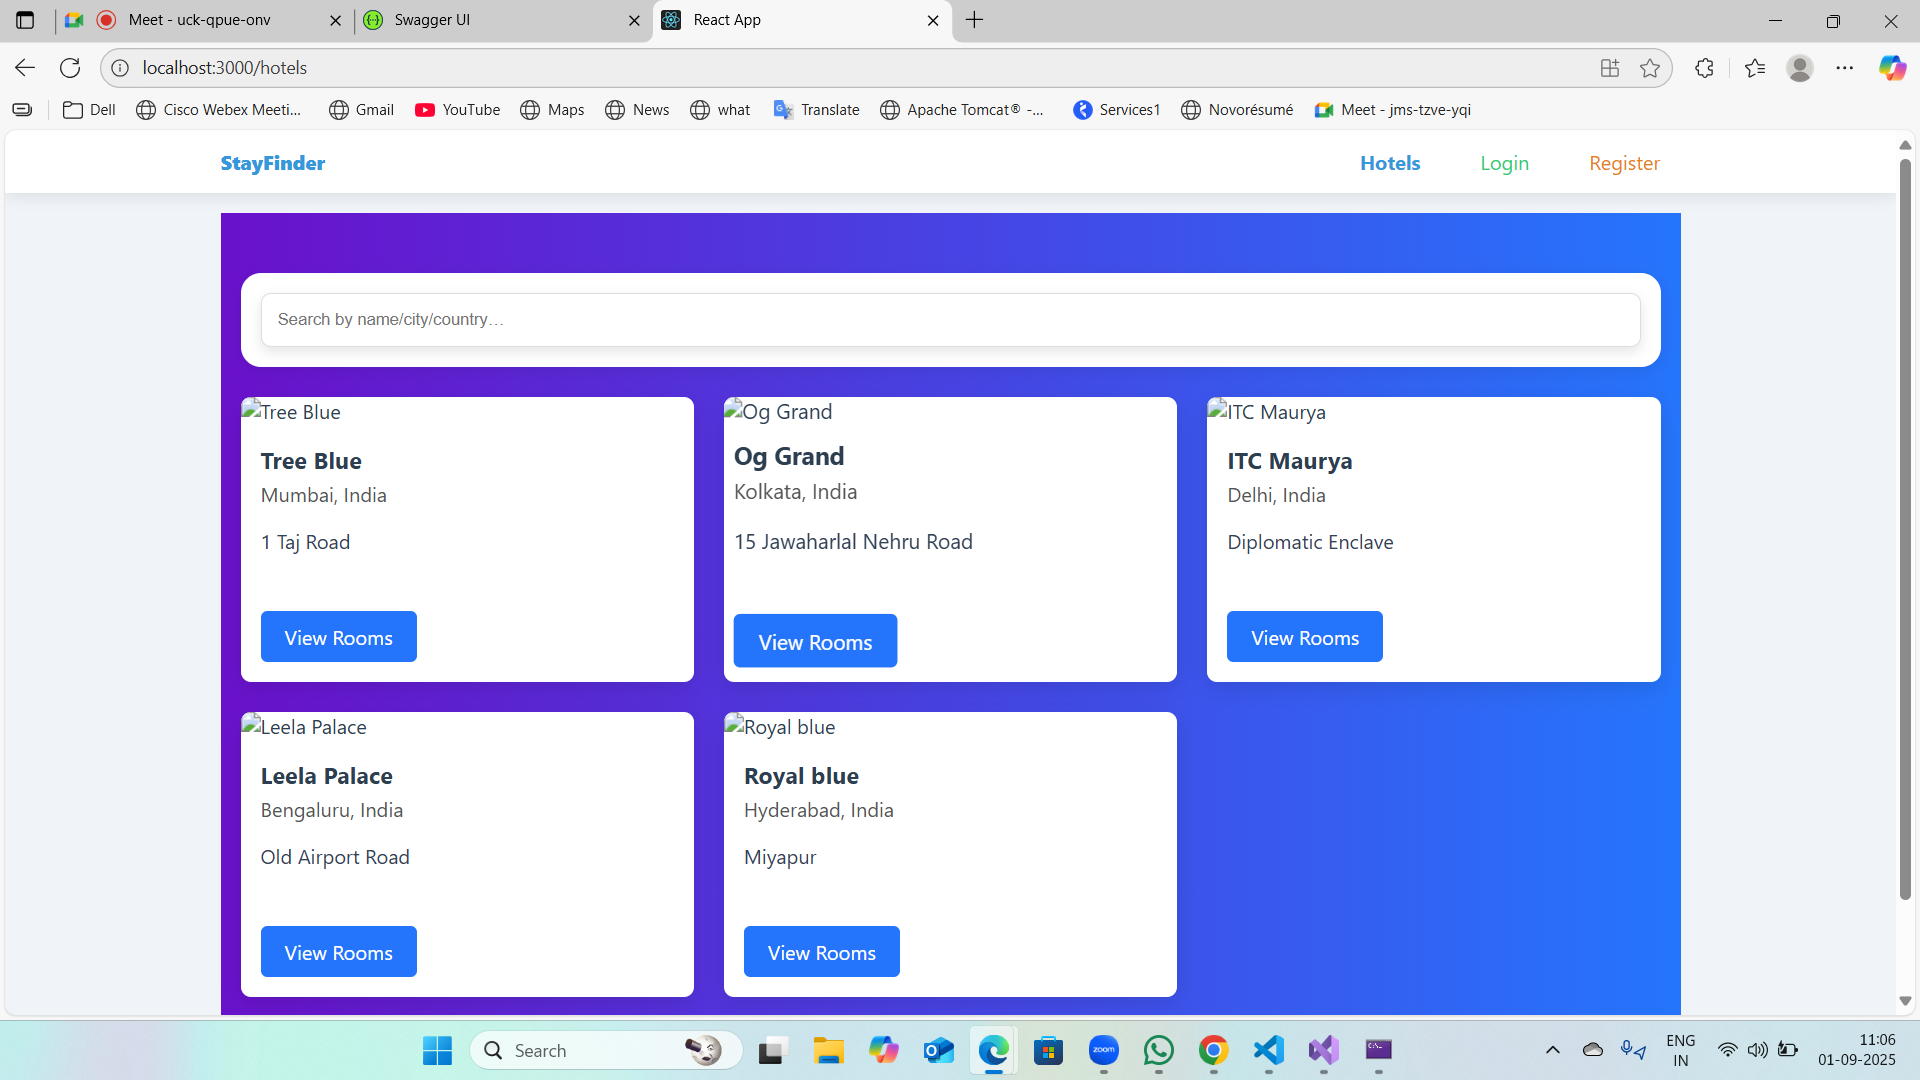 Meet - uck-qpue-onv
Swagger UI
React App
localhost:3000/hotels
Dell
Cisco Webex Meeti...
Gmail
YouTube
Maps
News
what
Translate
Apache Tomcat® -...
Services1
Novorésumé
Meet - jms-tzve-yqi
StayFinder
Hotels
Login
Register
Search by name/city/country…
Tree Blue
Tree Blue
Mumbai, India
1 Taj Road
View Rooms
Og Grand
Og Grand
Kolkata, India
15 Jawaharlal Nehru Road
View Rooms
ITC Maurya
ITC Maurya
Delhi, India
Diplomatic Enclave
View Rooms
Leela Palace
Leela Palace
Bengaluru, India
Old Airport Road
View Rooms
Royal blue
Royal blue
Hyderabad, India
Miyapur
View Rooms
Search
zoom
ENG
IN
11:06
01-09-2025